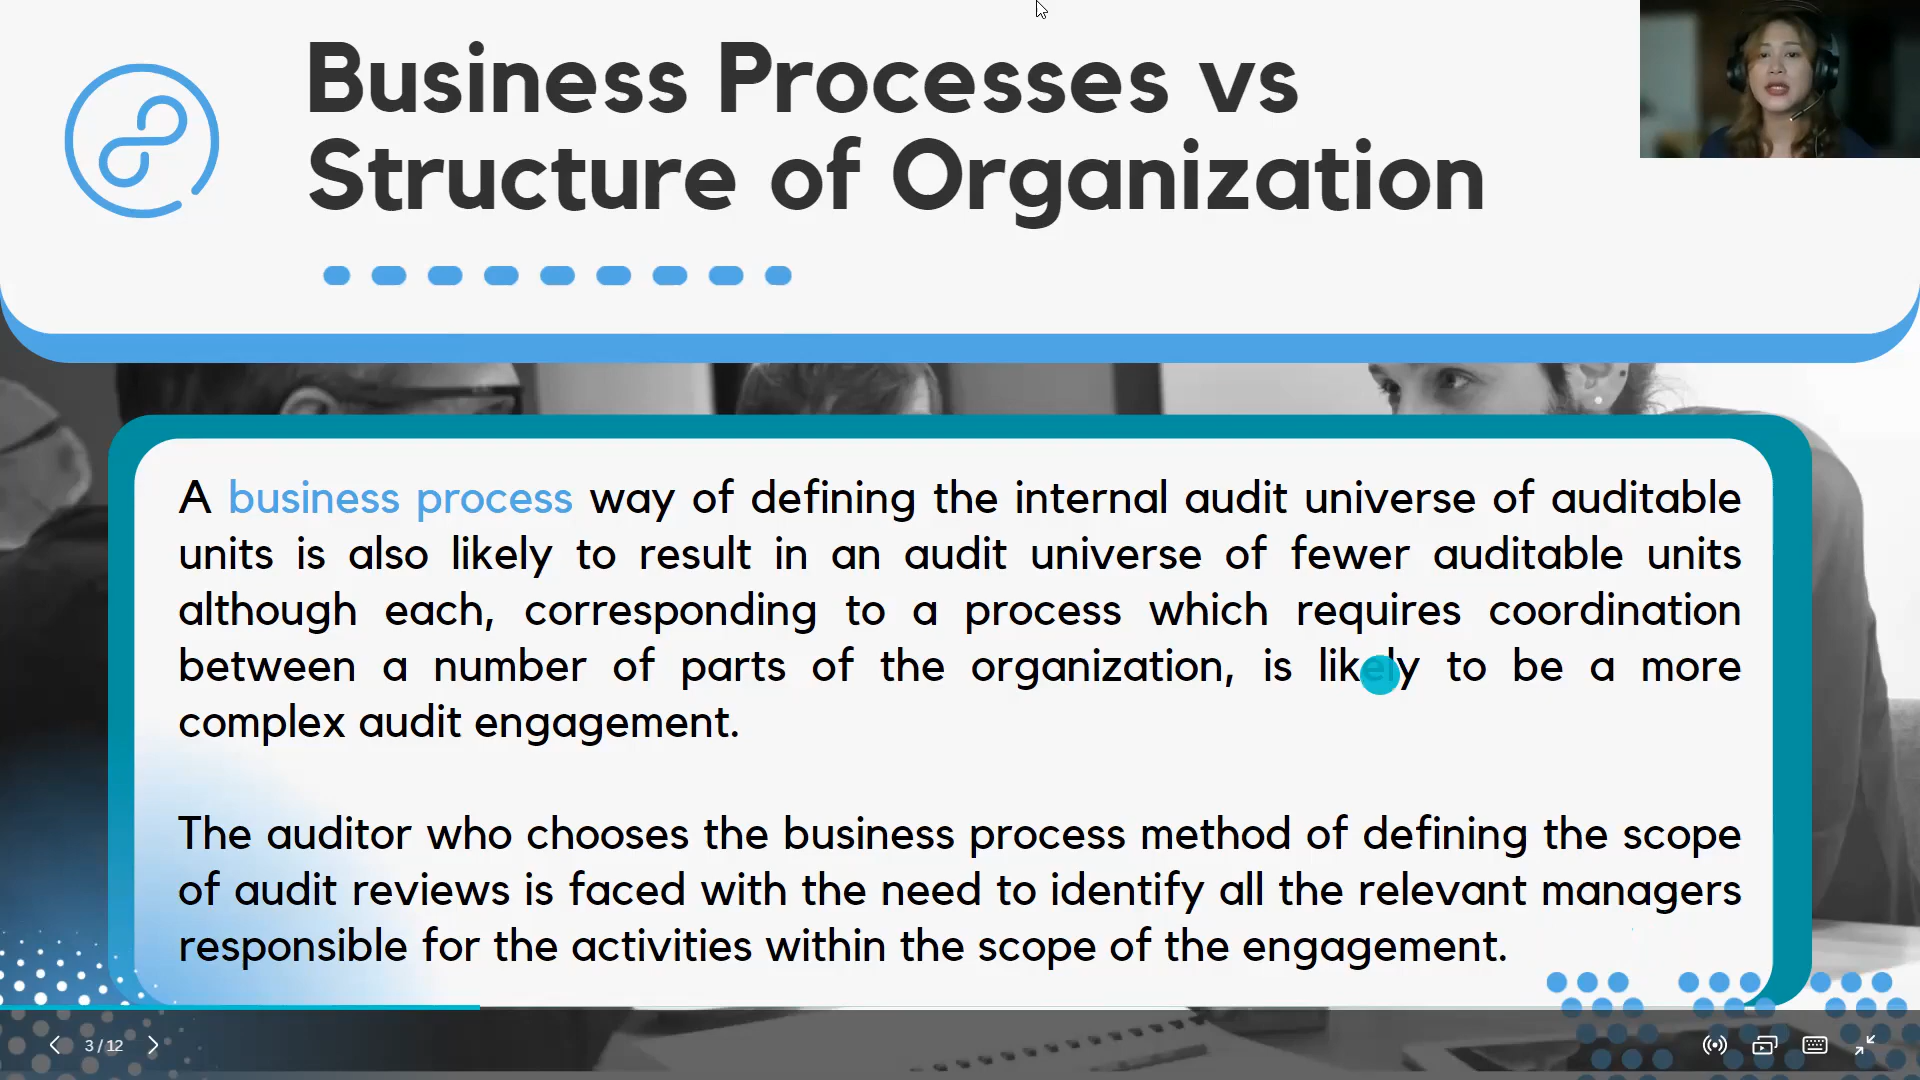 Business Processes vs
Structure of Organization
A business process way of defining the internal audit universe of auditable
units is also likely to result in an audit universe of fewer auditable units
although each, corresponding to a process which requires coordination
between a number of parts of the organization, is likely to be a more
complex audit engagement.
The auditor who chooses the business process method of defining the scope
of audit reviews is faced with the need to identify all the relevant managers
responsible for the activities within the scope of the engagement.
3 / 12